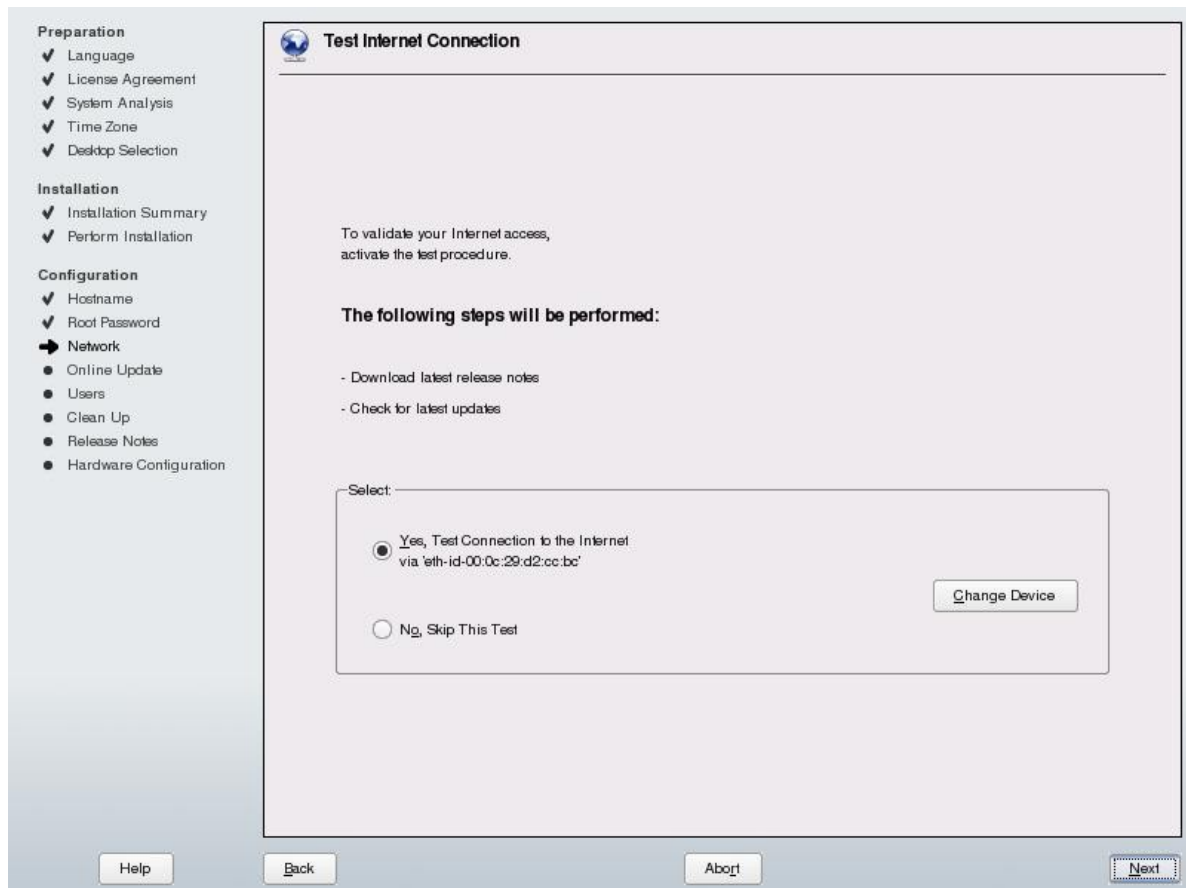 Preparation
Language
License Agreement
System Analysis
Time Zone
Desktop Selection
Installation
Installation Summary
Perform Installation
Configuration
Hostname
Root Password
Network
Online Update
Users
Clean Up
Release Notes
Hardware Configuration
Test Internet Connection
To validate your Internet access,
activate the test procedure.
The following steps will be performed:
- Download latest release notes
- Check for latest updates
Select:
Yes, Test Connection to the Internet
via 'eth-id-00:0c:29:d2:cc:bc'
Change Device
No, Skip This Test
Help
Back
Abort
Next